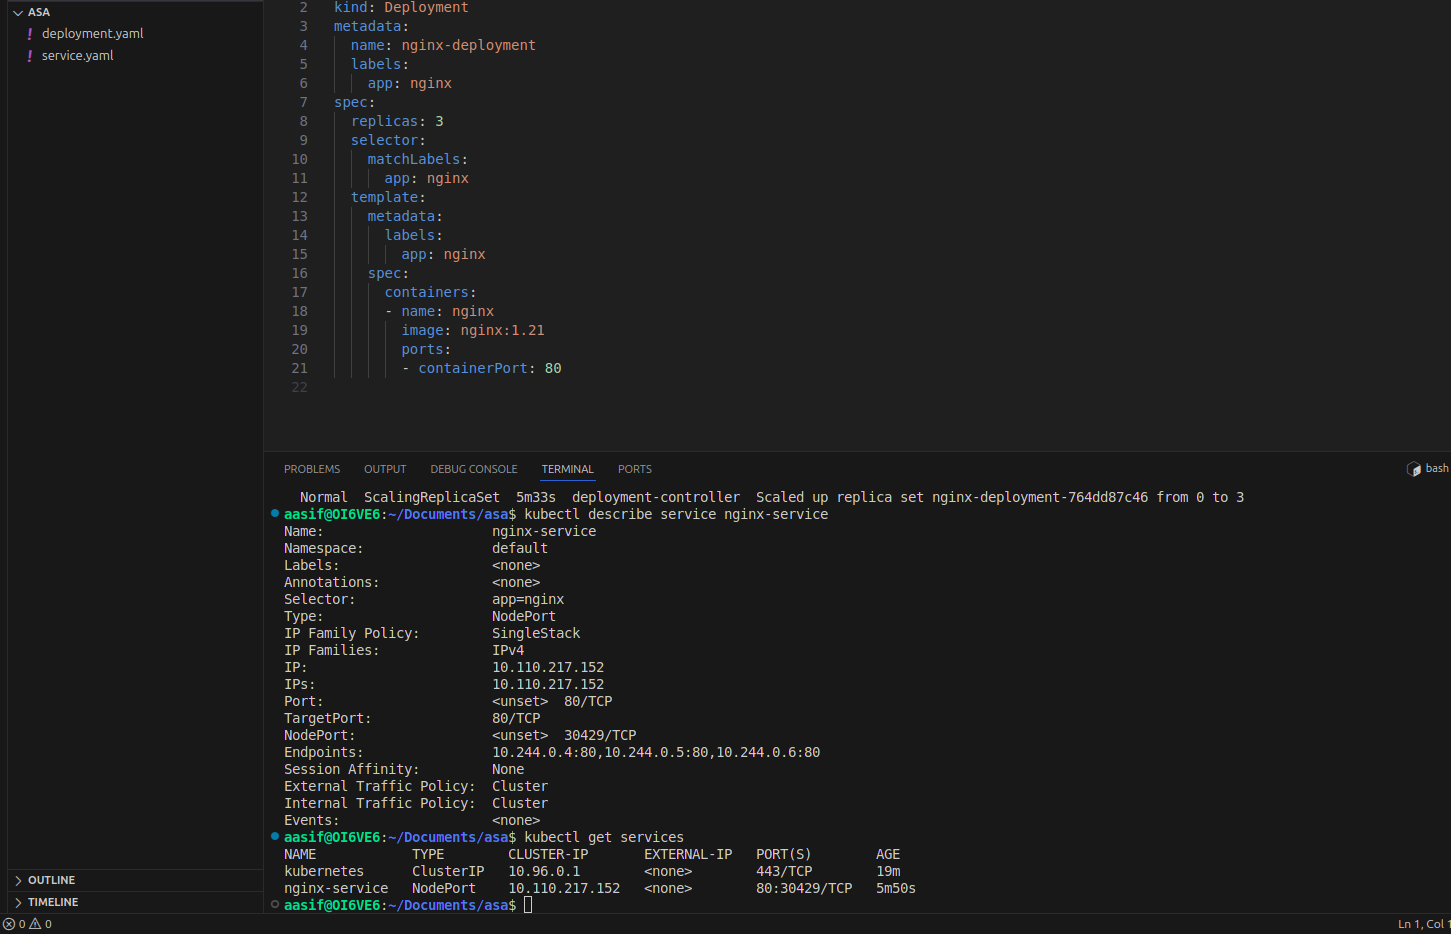 ASA
deployment.yaml
service.yaml
OUTLINE
TIMELINE
2 kind: Deployment
3 metadata:
4   name: nginx-deployment
5   labels:
6     app: nginx
7 spec:
8   replicas: 3
9   selector:
10     matchLabels:
11       app: nginx
12   template:
13     metadata:
14       labels:
15         app: nginx
16     spec:
17       containers:
18       - name: nginx
19         image: nginx:1.21
20         ports:
21         - containerPort: 80
22
PROBLEMS OUTPUT DEBUG CONSOLE TERMINAL PORTS bash
  Normal  ScalingReplicaSet  5m33s  deployment-controller  Scaled up replica set nginx-deployment-764dd87c46 from 0 to 3
aasif@OI6VE6:~/Documents/asa$ kubectl describe service nginx-service
Name:                     nginx-service
Namespace:                default
Labels:                   <none>
Annotations:              <none>
Selector:                 app=nginx
Type:                     NodePort
IP Family Policy:         SingleStack
IP Families:              IPv4
IP:                       10.110.217.152
IPs:                      10.110.217.152
Port:                     <unset>  80/TCP
TargetPort:               80/TCP
NodePort:                 <unset>  30429/TCP
Endpoints:                10.244.0.4:80,10.244.0.5:80,10.244.0.6:80
Session Affinity:         None
External Traffic Policy:  Cluster
Internal Traffic Policy:  Cluster
Events:                   <none>
aasif@OI6VE6:~/Documents/asa$ kubectl get services
NAME            TYPE        CLUSTER-IP       EXTERNAL-IP   PORT(S)        AGE
kubernetes      ClusterIP   10.96.0.1        <none>        443/TCP        19m
nginx-service   NodePort    10.110.217.152   <none>        80:30429/TCP   5m50s
aasif@OI6VE6:~/Documents/asa$
0 0 Ln 1, Col 1